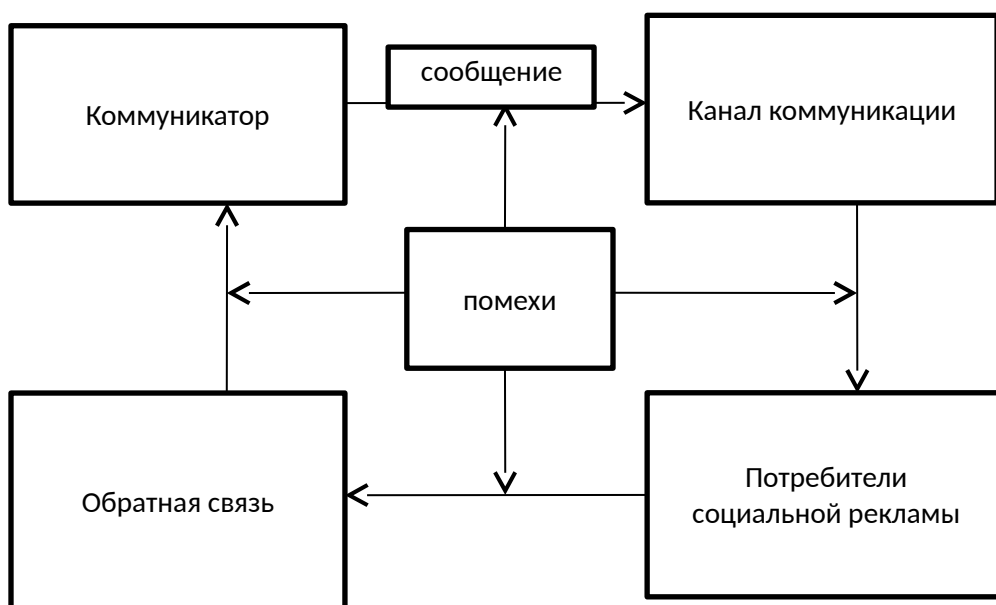 сообщение
Коммуникатор
Канал коммуникации
помехи
Обратная связь
Потребители
социальной рекламы